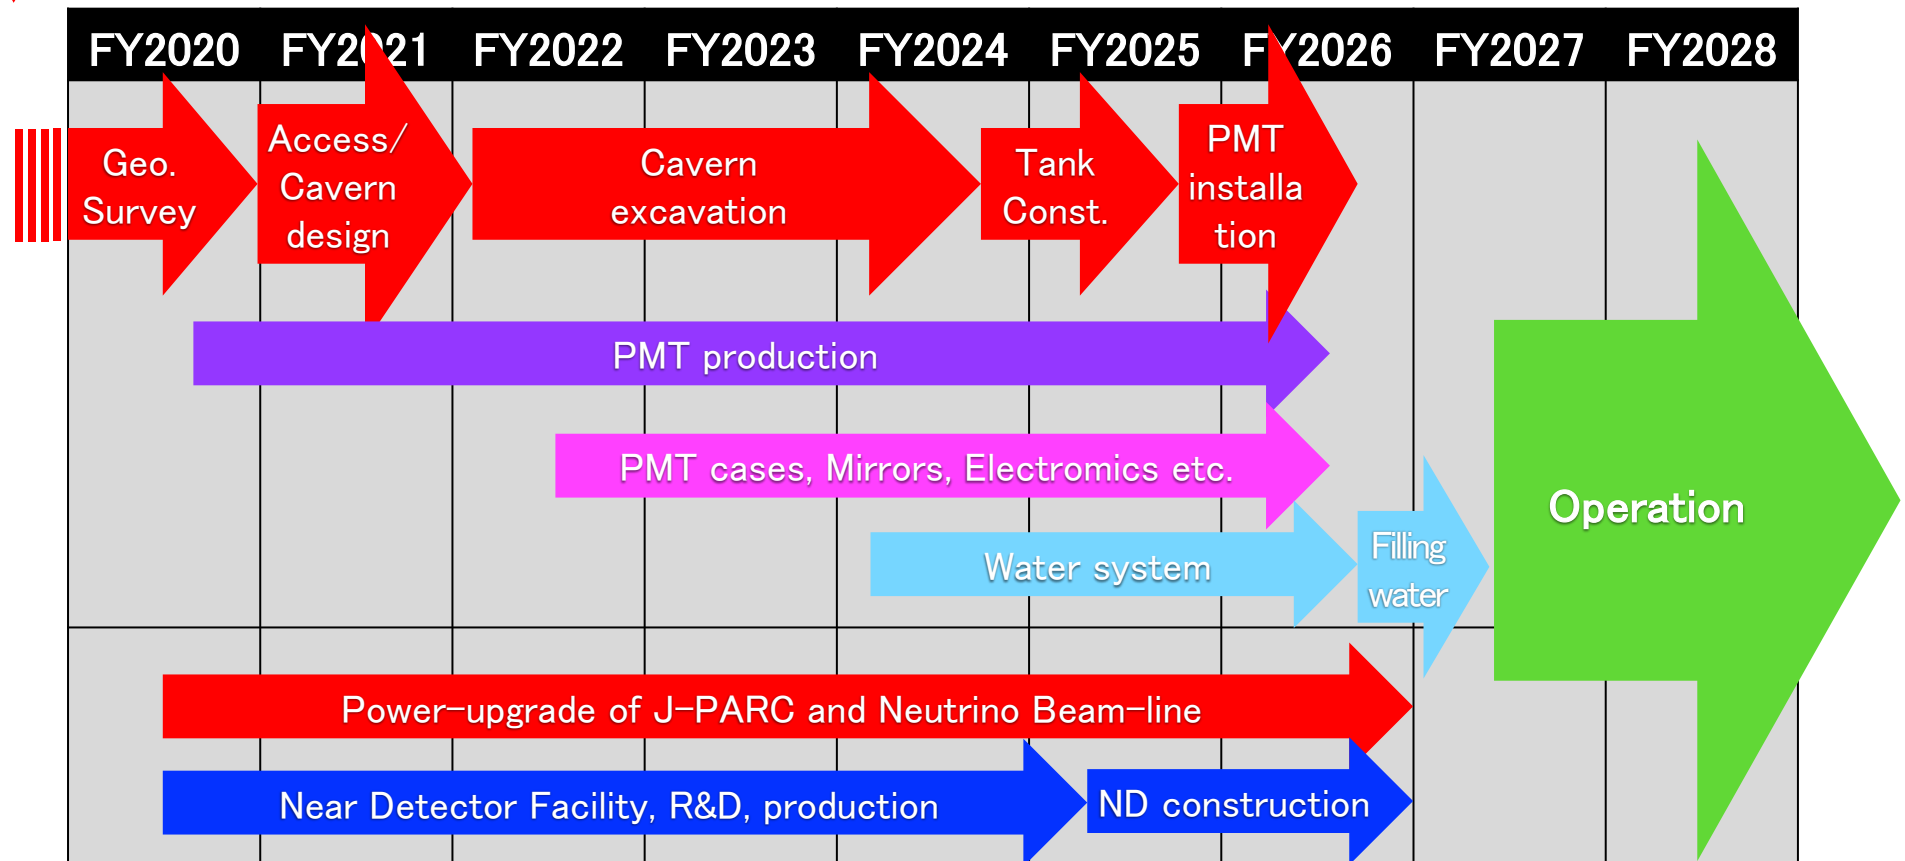 FY2020 FY2021 FY2022 FY2023 FY2024 FY2025 FY2026 FY2027 FY2028
Geo.
Survey
Access/
Cavern
design
Cavern
excavation
Tank
Const.
PMT
installa
tion
PMT production
PMT cases, Mirrors, Electromics etc.
Water system
Filling
water
Operation
Power-upgrade of J-PARC and Neutrino Beam-line
Near Detector Facility, R&D, production
ND construction